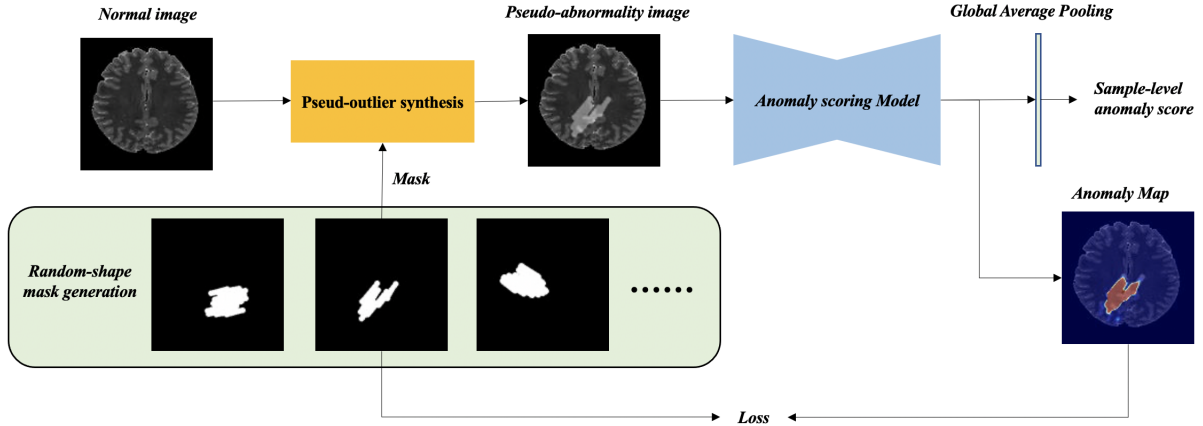 Normal image
Pseudo-abnormality image
Global Average Pooling
Pseud-outlier synthesis
Anomaly scoring Model
Sample-level
anomaly score
Mask
Anomaly Map
Random-shape
mask generation
Loss